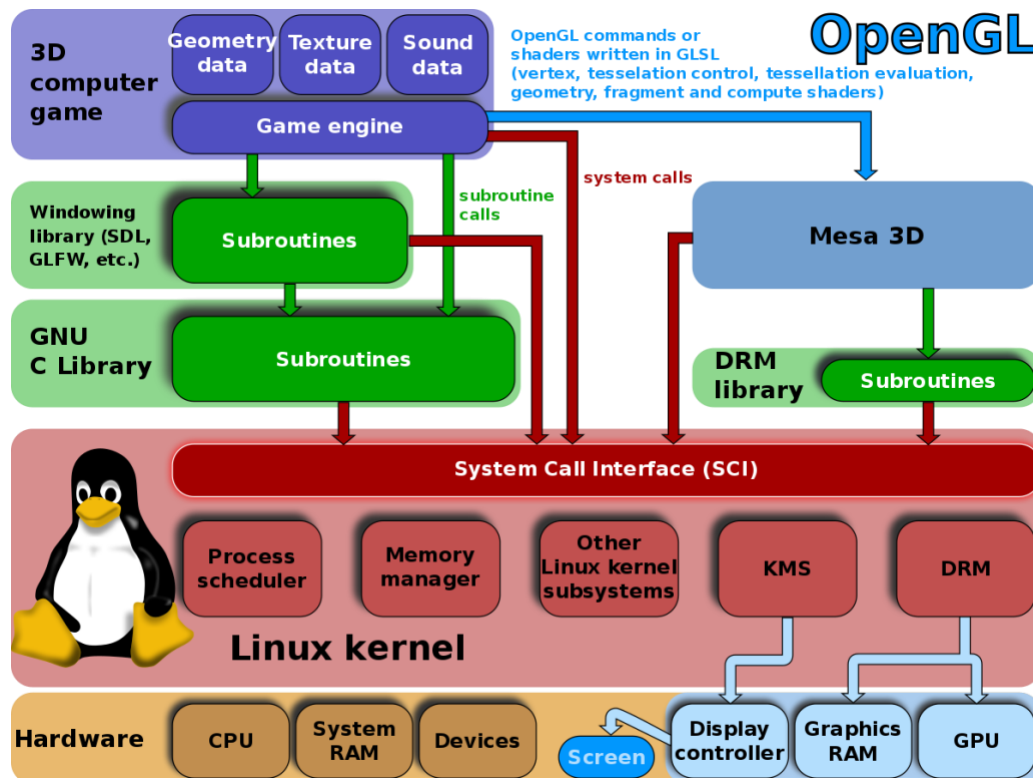 3D
computer
game
Geometry
data
Texture
data
Sound
data
Game engine
OpenGL commands or
shaders written in GLSL
(vertex, tesselation control, tessellation evaluation,
geometry, fragment and compute shaders)
OpenGL
subroutine
calls
system calls
Windowing
library (SDL,
GLFW, etc.)
Subroutines
Mesa 3D
GNU
C Library
Subroutines
DRM
library
Subroutines
System Call Interface (SCI)
Process
scheduler
Memory
manager
Other
Linux kernel
subsystems
KMS
DRM
Linux kernel
Hardware
CPU
System
RAM
Devices
Screen
Display
controller
Graphics
RAM
GPU